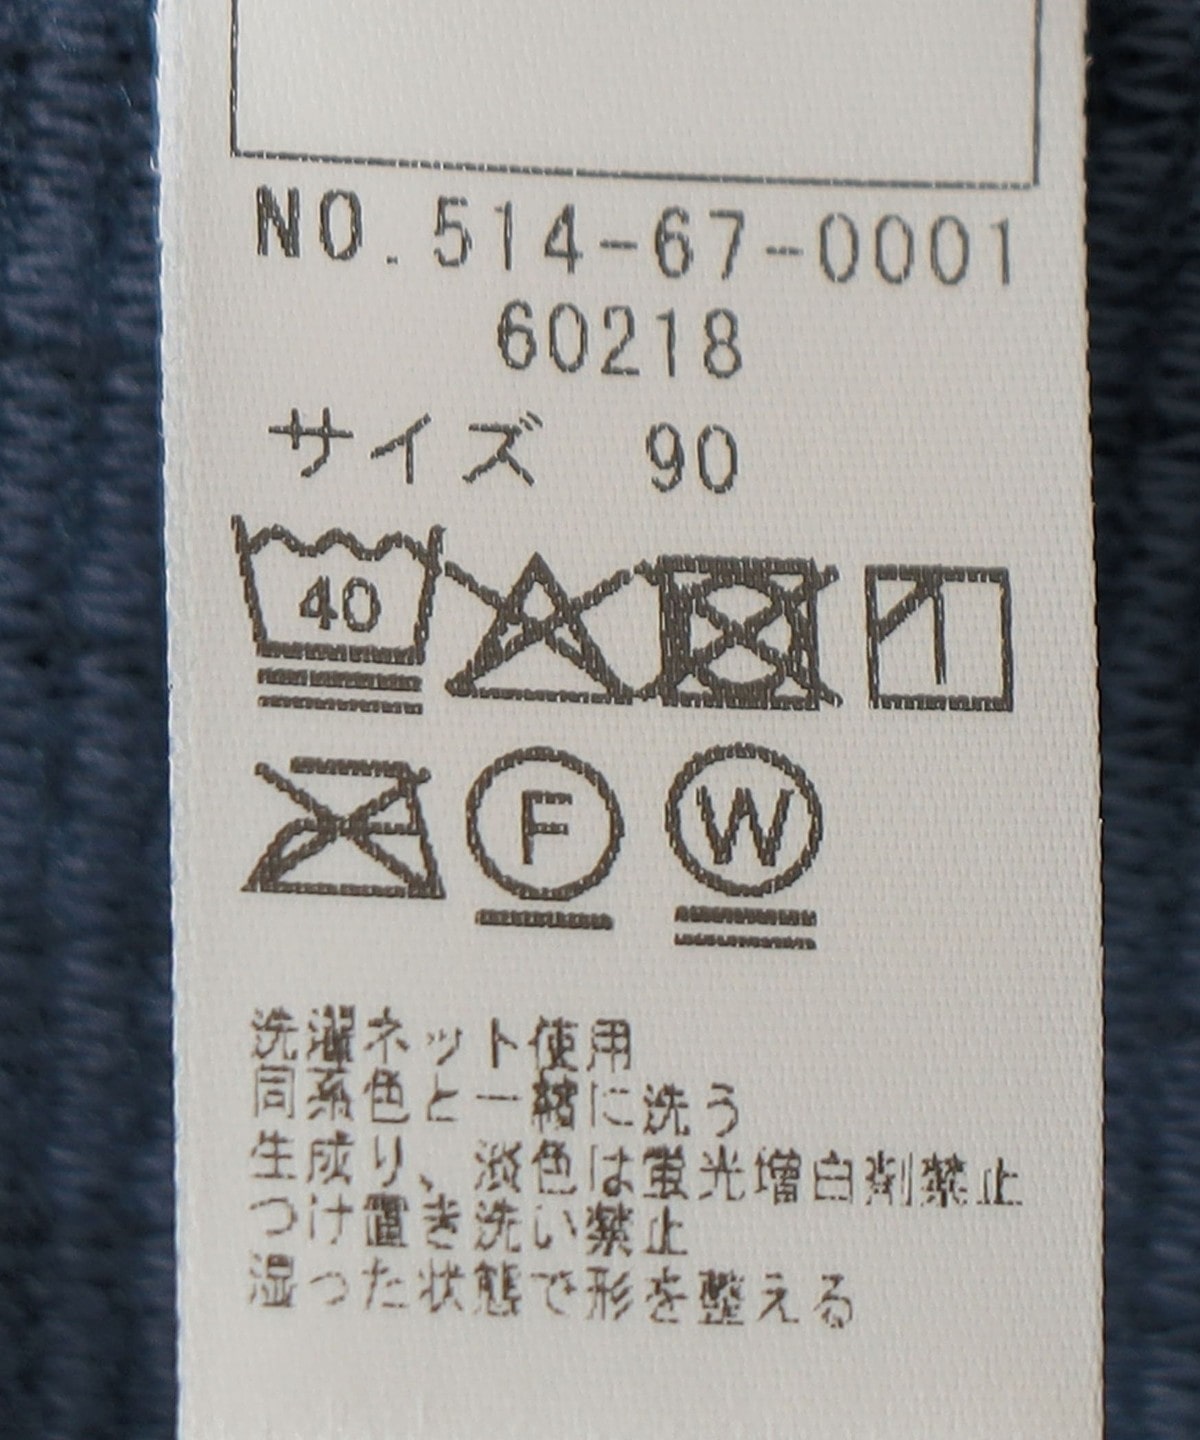 NO.514-67-0001
60218
サイズ 90
40
F W
洗濯ネット使用
同系色と一緒に洗う
生成り、淡色は蛍光増白剤禁止
つけ置き洗い禁止
湿った状態で形を整える